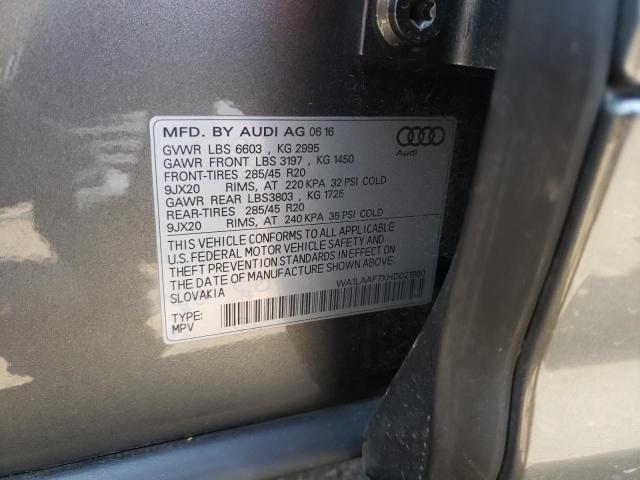 MFD. BY AUDI AG 06 16
GVWR LBS 6603 , KG 2995
GAWR FRONT LBS 3197 , KG 1450
FRONT-TIRES 285/45 R20
9JX20 RIMS, AT 220 KPA 32 PSI COLD
GAWR REAR LBS3803 , KG 1725
REAR-TIRES 285/45 R20
9JX20 RIMS, AT 240 KPA 35 PSI COLD
Audi
THIS VEHICLE CONFORMS TO ALL APPLICABLE
U.S. FEDERAL MOTOR VEHICLE SAFETY AND
THEFT PREVENTION STANDARDS IN EFFECT ON
THE DATE OF MANUFACTURE SHOWN ABOVE.
SLOVAKIA
WA1LAAF7XHD021980
TYPE:
MPV